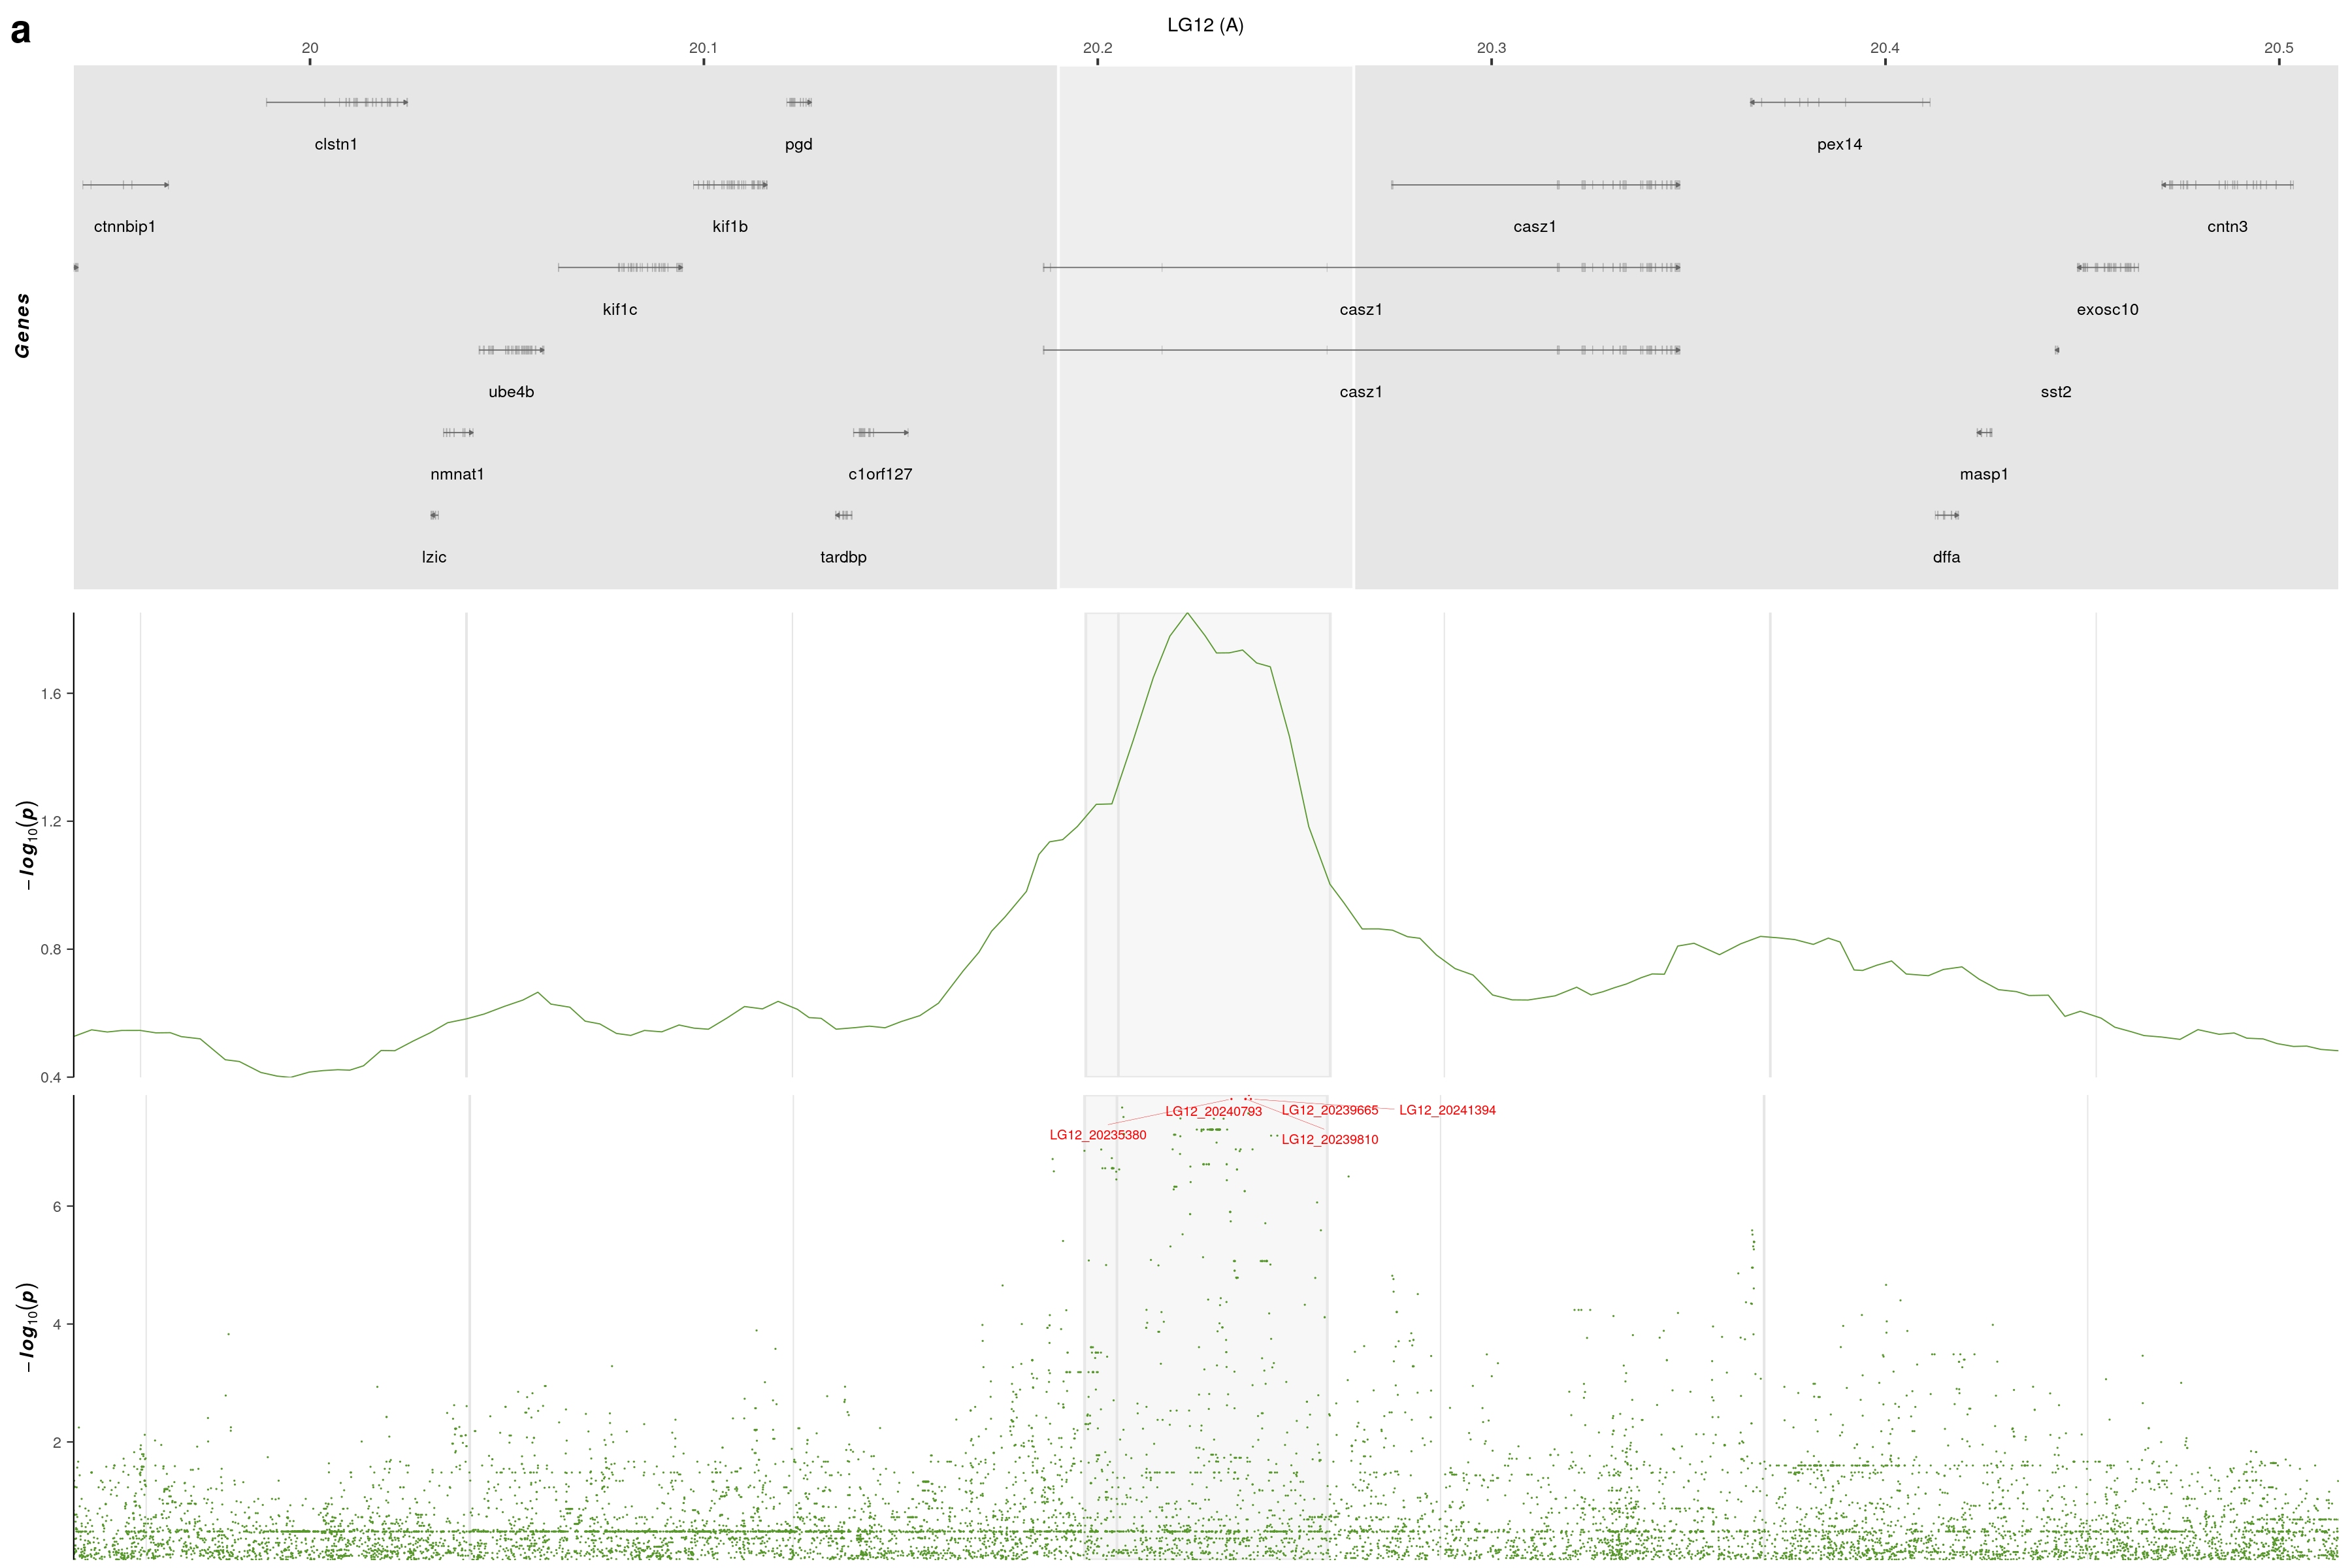 a
LG12 (A)
20 20.1 20.2 20.3 20.4 20.5
clstn1 pgd pex14
ctnnbip1 kif1b casz1 cntn3
Genes
kif1c casz1 exosc10
ube4b casz1 sst2
nmnat1 c1orf127 masp1
lzic tardbp dffa
−log10(p)
1.6
1.2
0.8
0.4
−log10(p)
LG12_20240793 LG12_20239665 LG12_20241394
LG12_20235380 LG12_20239810
6
4
2